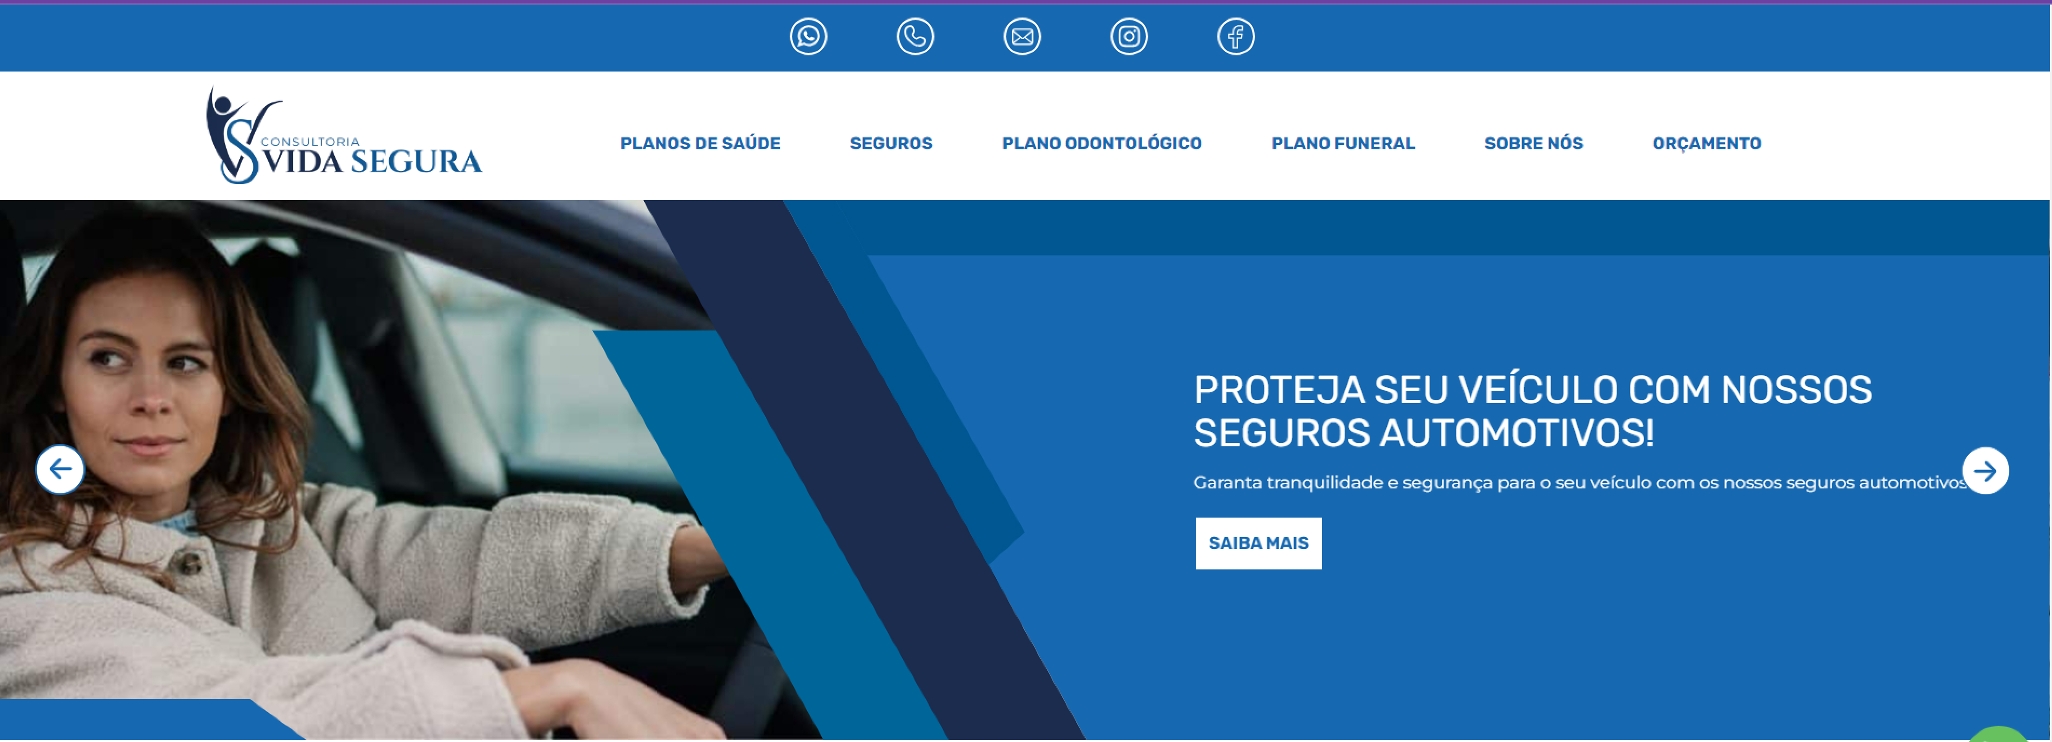 CONSULTORIA
VIDA SEGURA
PLANOS DE SAÚDE
SEGUROS
PLANO ODONTOLÓGICO
PLANO FUNERAL
SOBRE NÓS
ORÇAMENTO
PROTEJA SEU VEÍCULO COM NOSSOS
SEGUROS AUTOMOTIVOS!
Garanta tranquilidade e segurança para o seu veículo com os nossos seguros automotivos
SAIBA MAIS